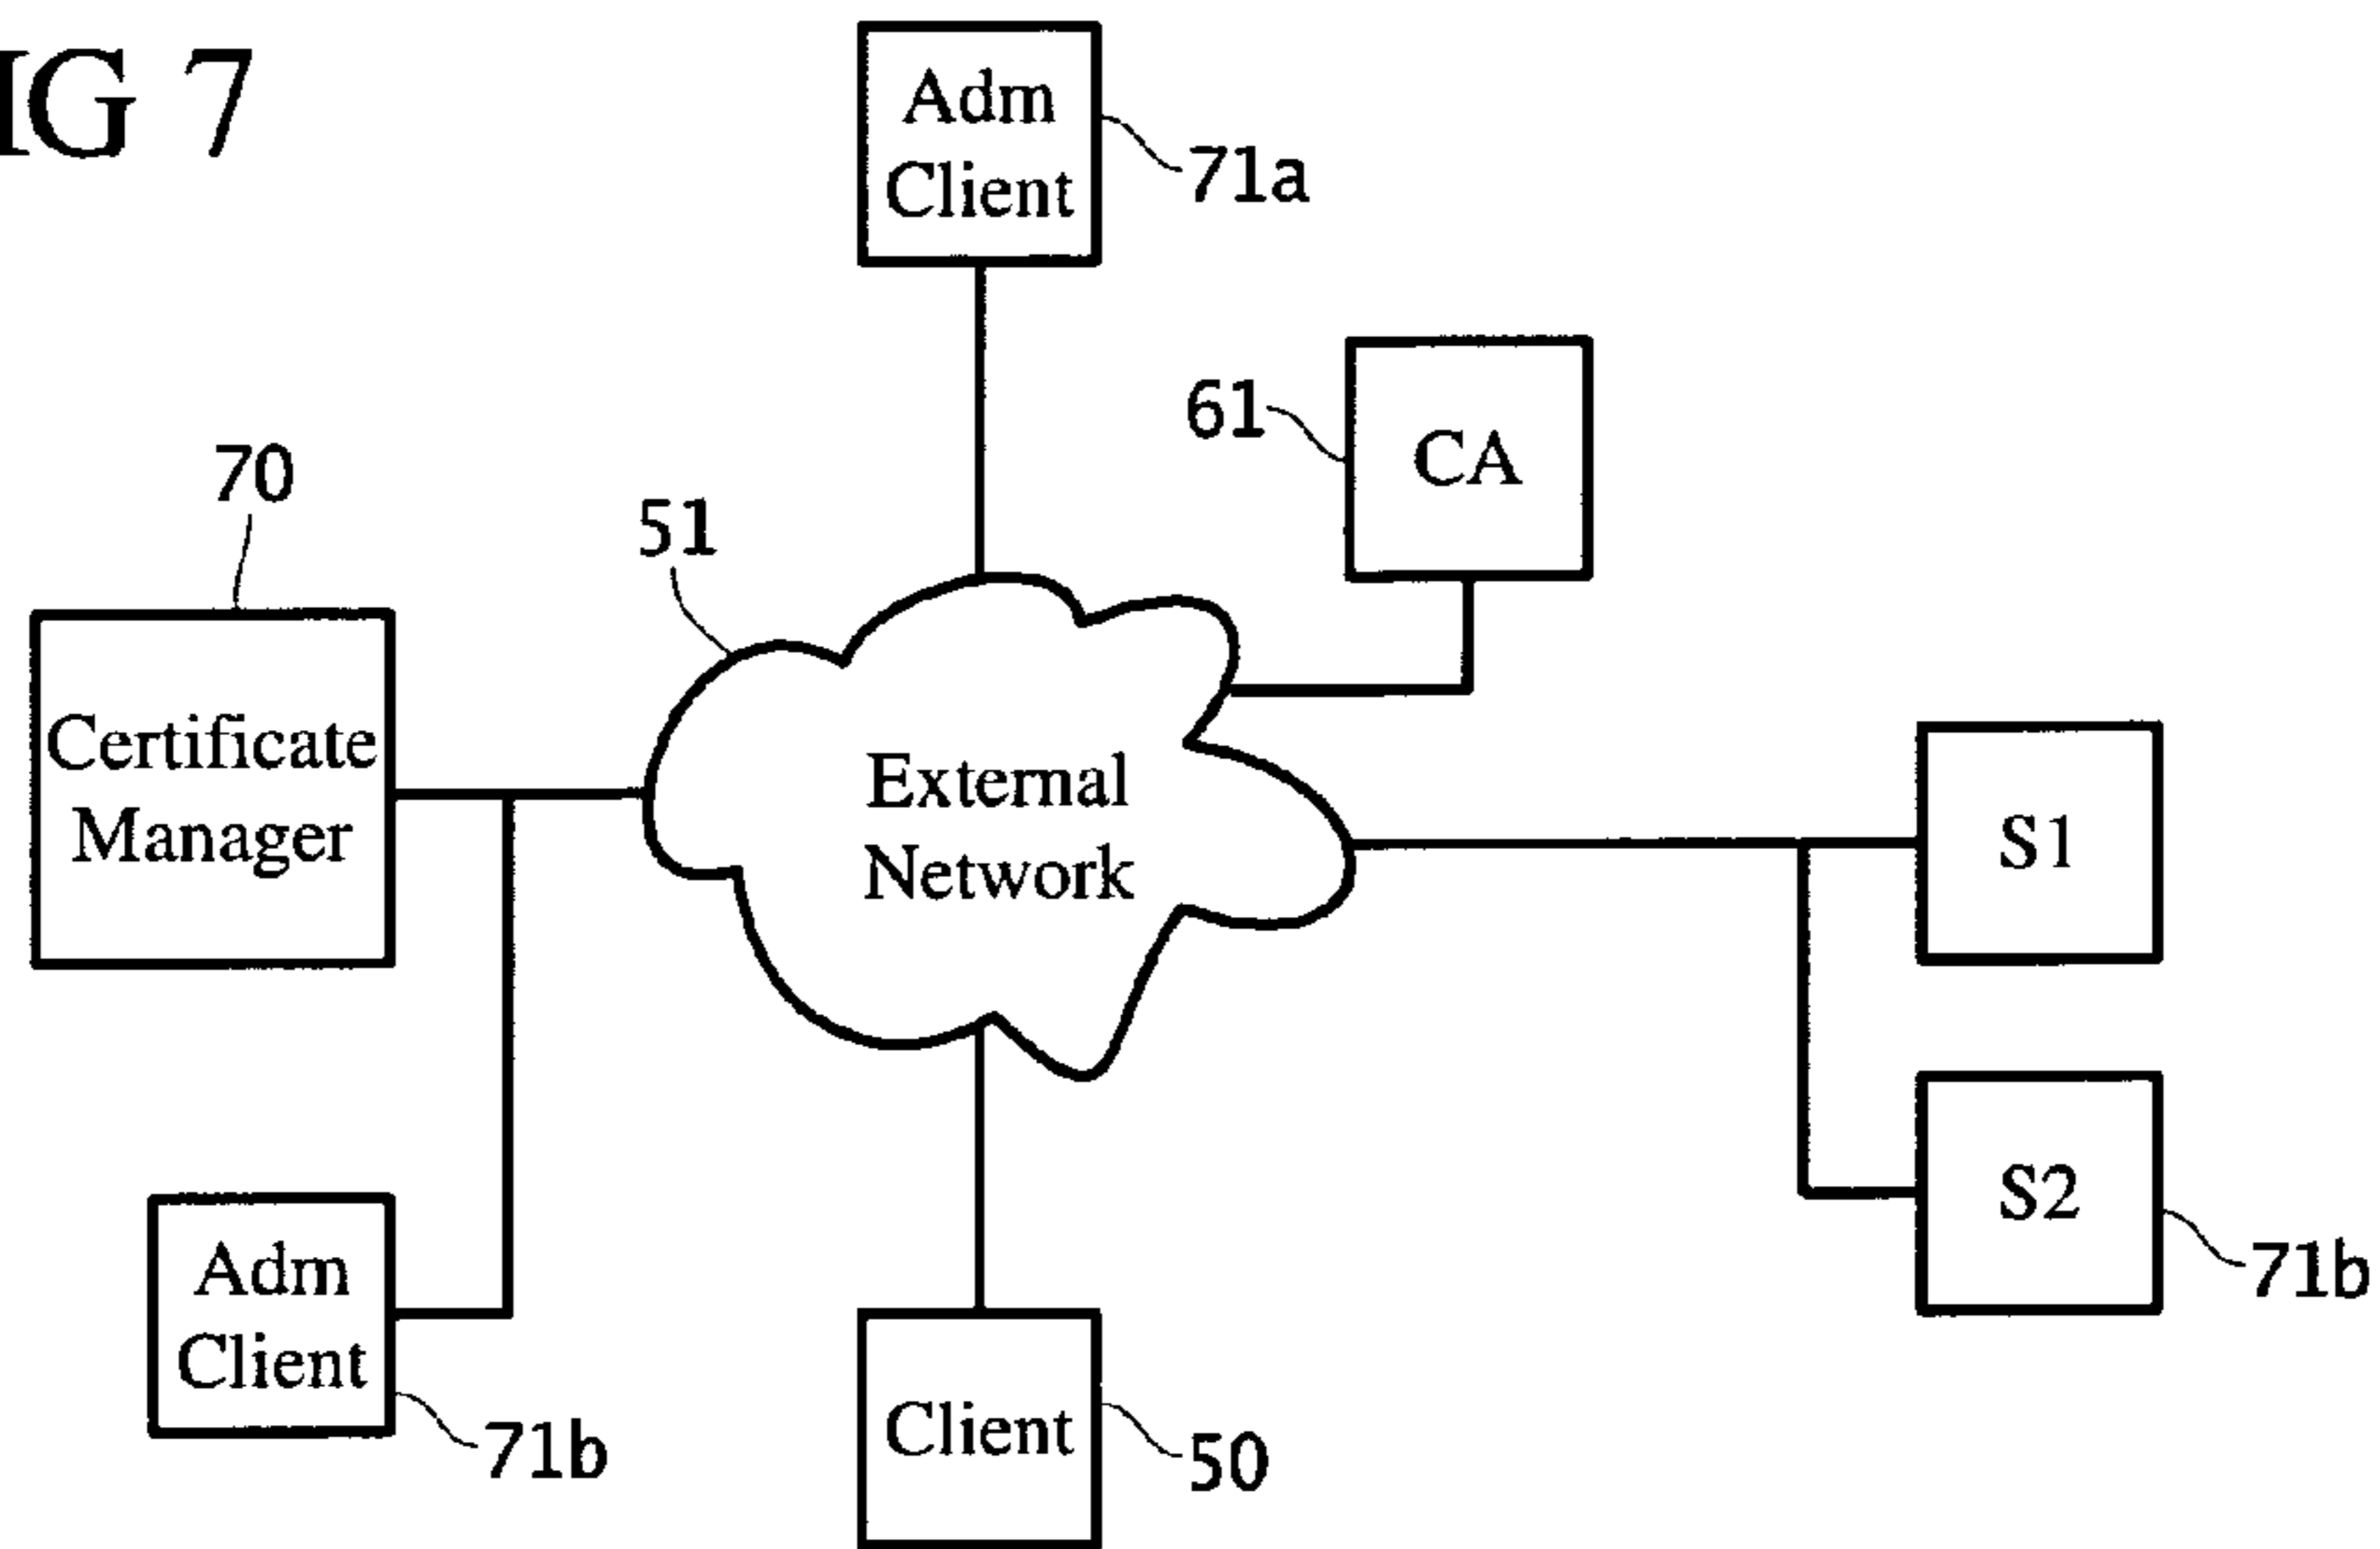 IG 7
Adm
Client
71a
61
CA
70
51
Certificate
Manager
External
Network
S1
S2
71b
Adm
Client
71b
Client
50